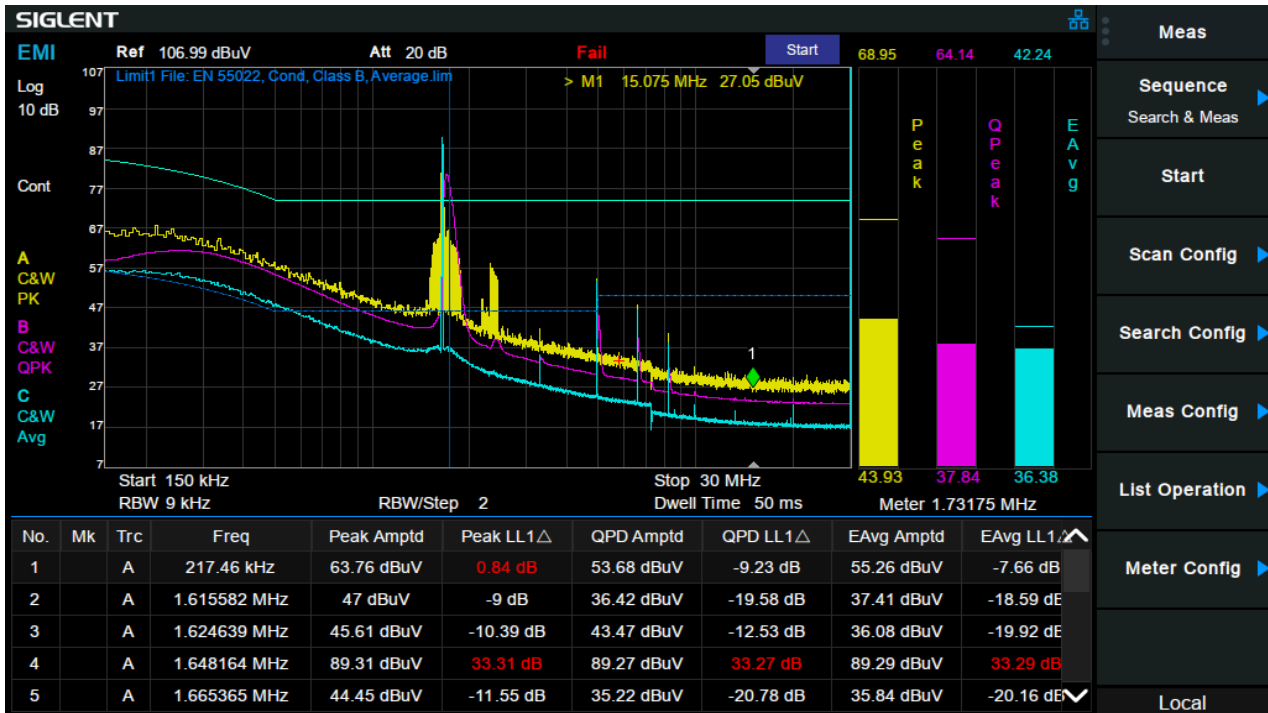 SIGLENT
EMI Ref 106.99 dBuV Att 20 dB Fail Start 68.95 64.14 42.24
Limit1 File: EN 55022, Cond, Class B, Average.lim
> M1 15.075 MHz 27.05 dBuV
Log
10 dB
Cont
A
C&W
PK
B
C&W
QPK
C
C&W
Avg
107
97
87
77
67
57
47
37
27
17
7
1
Peak
QPeak
EAvg
Start 150 kHz Stop 30 MHz 43.93 37.84 36.38
RBW 9 kHz RBW/Step 2 Dwell Time 50 ms Meter 1.73175 MHz
No. Mk Trc Freq Peak Amptd Peak LL1△ QPD Amptd QPD LL1△ EAvg Amptd EAvg LL1△
1 A 217.46 kHz 63.76 dBuV 0.84 dB 53.68 dBuV -9.23 dB 55.26 dBuV -7.66 dB
2 A 1.615582 MHz 47 dBuV -9 dB 36.42 dBuV -19.58 dB 37.41 dBuV -18.59 dB
3 A 1.624639 MHz 45.61 dBuV -10.39 dB 43.47 dBuV -12.53 dB 36.08 dBuV -19.92 dB
4 A 1.648164 MHz 89.31 dBuV 33.31 dB 89.27 dBuV 33.27 dB 89.29 dBuV 33.29 dB
5 A 1.665365 MHz 44.45 dBuV -11.55 dB 35.22 dBuV -20.78 dB 35.84 dBuV -20.16 dB
Meas
Sequence
Search & Meas
Start
Scan Config
Search Config
Meas Config
List Operation
Meter Config
Local